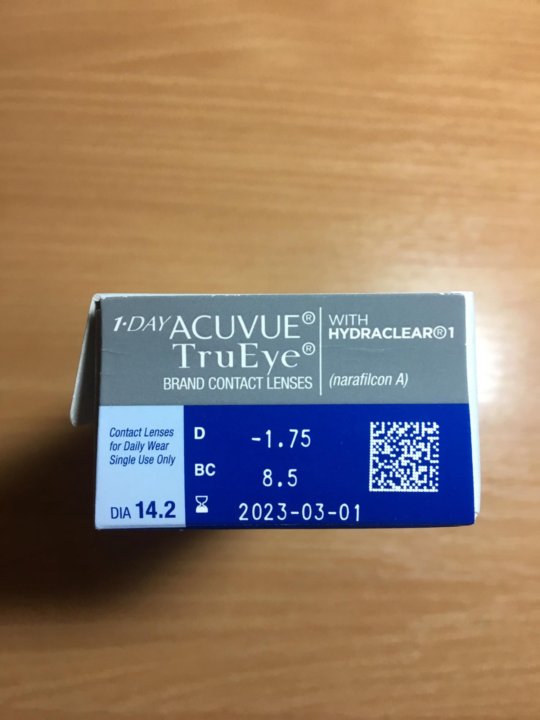 1·DAY ACUVUE®
TruEye®
BRAND CONTACT LENSES
WITH
HYDRACLEAR®1
(narafilcon A)
Contact Lenses
for Daily Wear
Single Use Only
DIA 14.2
D -1.75
BC 8.5
2023-03-01